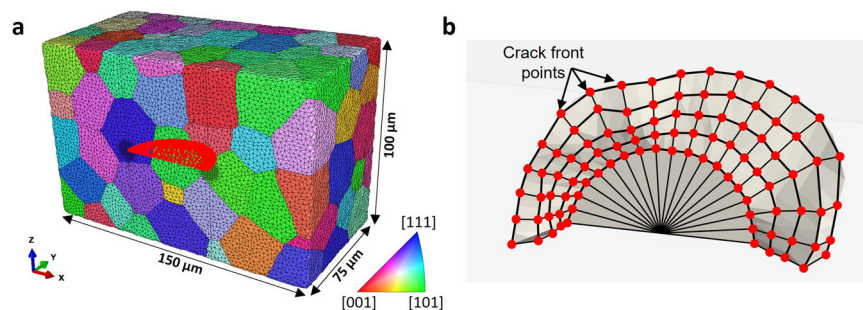 a
100 µm
150 µm
75 µm
Z
Y
X
[111]
[001]
[101]
b
Crack front
points